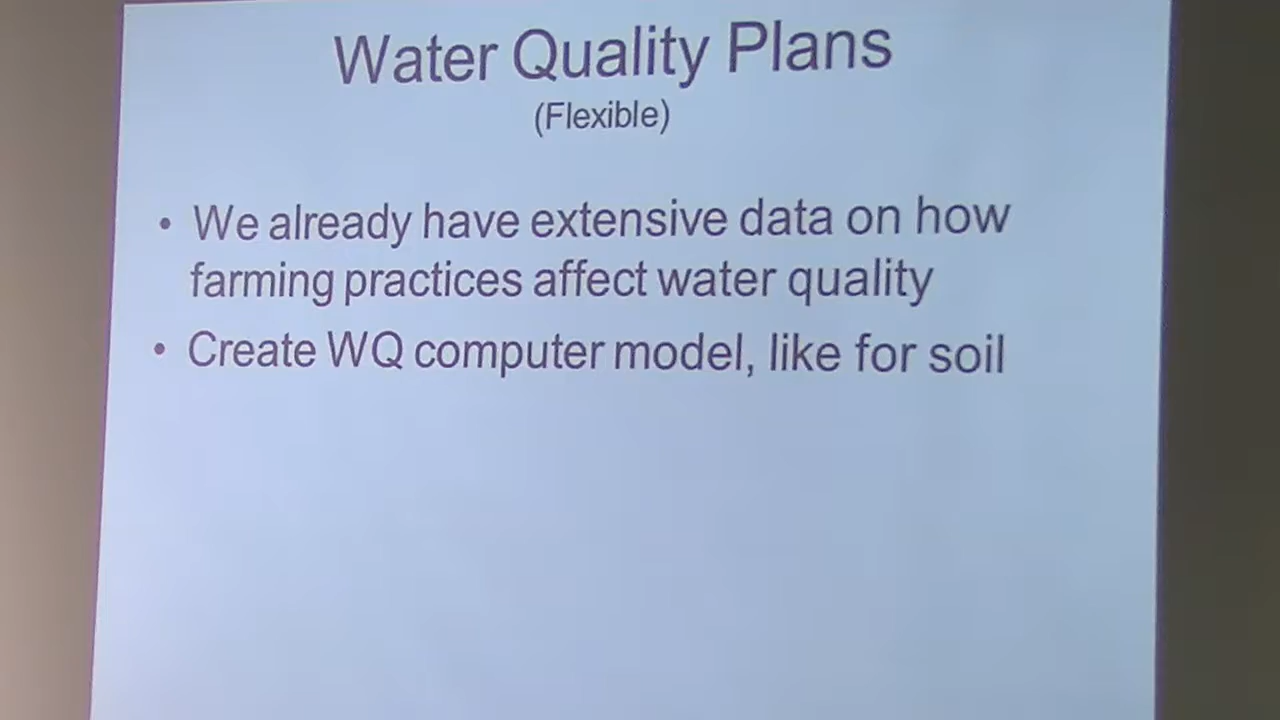 Water Quality Plans
(Flexible)
• We already have extensive data on how
farming practices affect water quality
• Create WQ computer model, like for soil